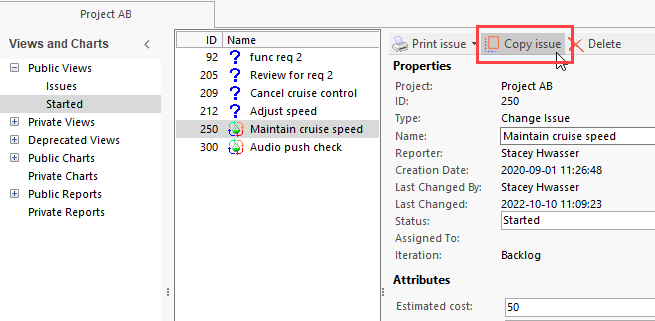 Project AB
Views and Charts
Public Views
Issues
Started
Private Views
Deprecated Views
Public Charts
Private Charts
Public Reports
Private Reports
ID Name
92 func req 2
205 Review for req 2
209 Cancel cruise control
212 Adjust speed
250 Maintain cruise speed
300 Audio push check
Print issue Copy issue Delete
Properties
Project: Project AB
ID: 250
Type: Change Issue
Name: Maintain cruise speed
Reporter: Stacey Hwasser
Creation Date: 2020-09-01 11:26:48
Last Changed By: Stacey Hwasser
Last Changed: 2022-10-10 11:09:23
Status: Started
Assigned To:
Iteration: Backlog
Attributes
Estimated cost: 50